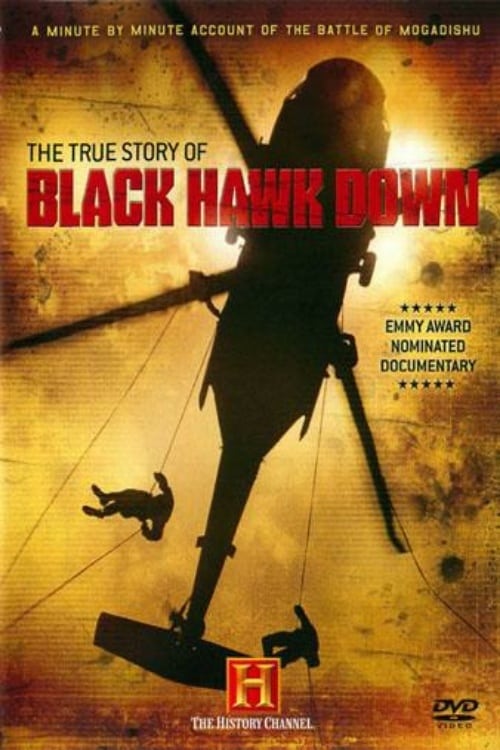 A MINUTE BY MINUTE ACCOUNT OF THE BATTLE OF MOGADISHU
THE TRUE STORY OF
BLACK HAWK DOWN
★★★★★
EMMY AWARD
NOMINATED
DOCUMENTARY
★★★★★
H
THE HISTORY CHANNEL
DVD
VIDEO